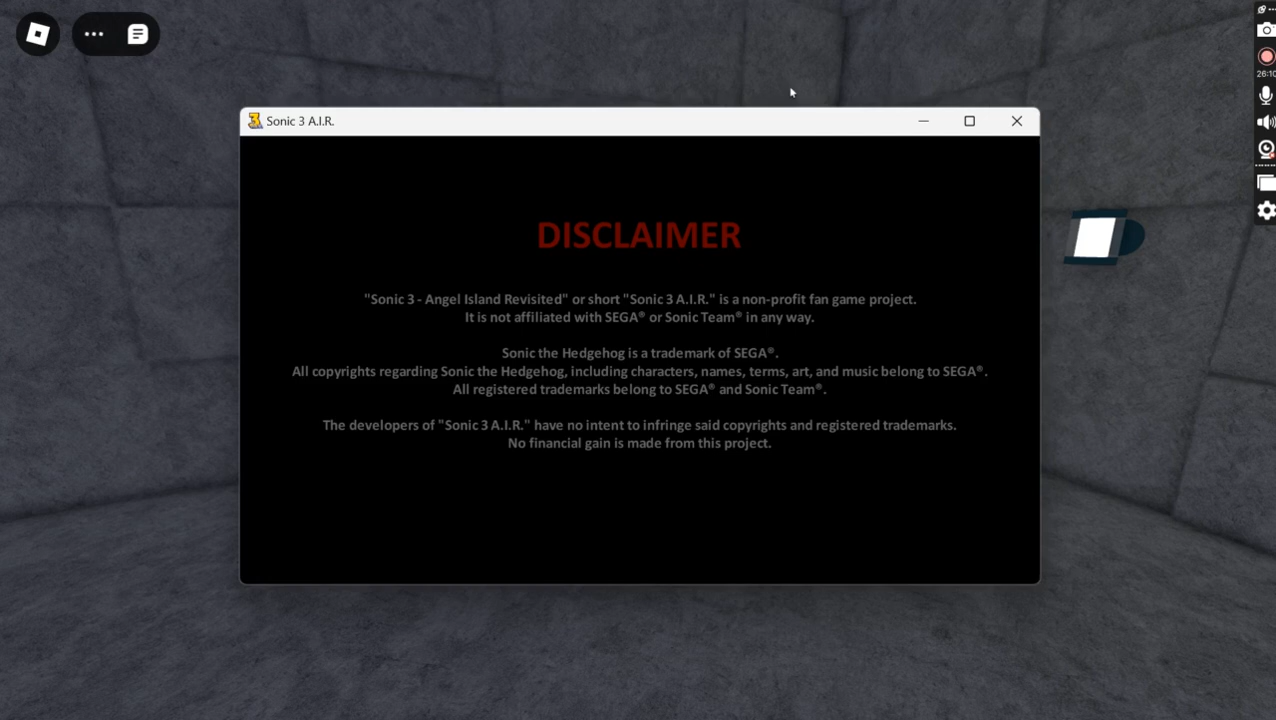 Sonic 3 A.I.R.
26:10
DISCLAIMER
"Sonic 3 - Angel Island Revisited" or short "Sonic 3 A.I.R." is a non-profit fan game project.
It is not affiliated with SEGA® or Sonic Team® in any way.
Sonic the Hedgehog is a trademark of SEGA®.
All copyrights regarding Sonic the Hedgehog, including characters, names, terms, art, and music belong to SEGA®.
All registered trademarks belong to SEGA® and Sonic Team®.
The developers of "Sonic 3 A.I.R." have no intent to infringe said copyrights and registered trademarks.
No financial gain is made from this project.